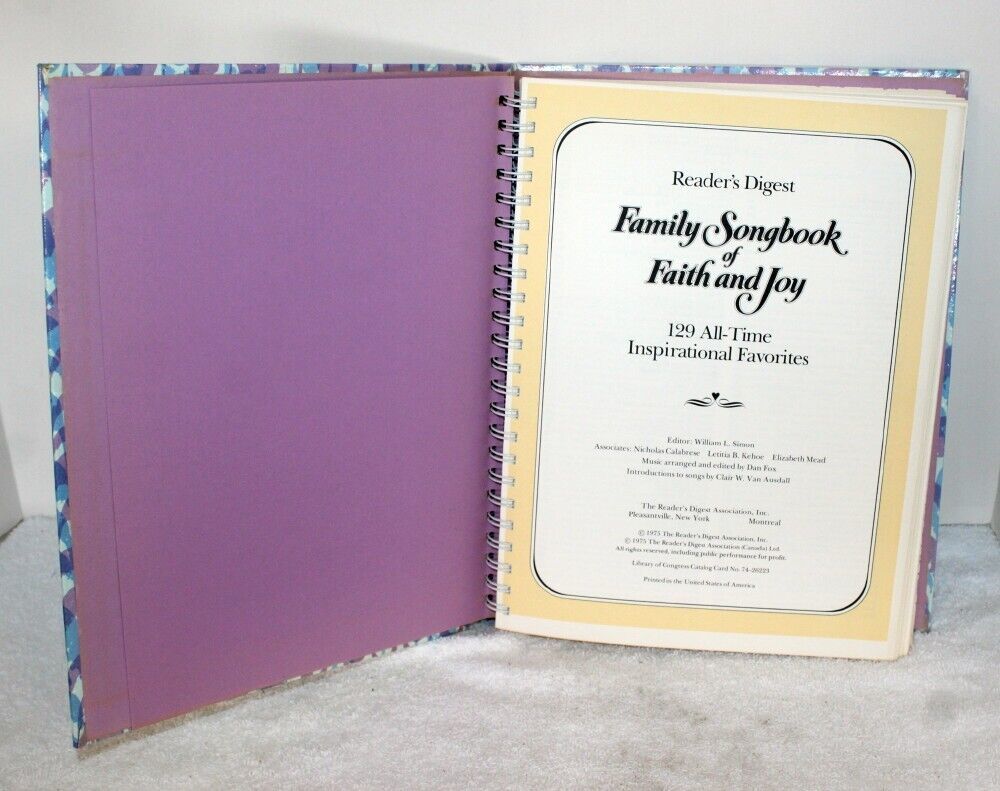 Reader's Digest
Family Songbook
of
Faith and Joy
129 All-Time
Inspirational Favorites
Editor: William L. Simon
Associates: Nicholas Calabrese Letitia B. Kehoe Elizabeth Mead
Music arranged and edited by Dan Fox
Introductions to songs by Clair W. Van Ausdall
The Reader's Digest Association, Inc.
Pleasantville, New York Montreal
© 1975 The Reader's Digest Association, Inc.
© 1975 The Reader's Digest Association (Canada) Ltd.
All rights reserved, including public performance for profit.
Library of Congress Catalog Card No. 74-26223
Printed in the United States of America